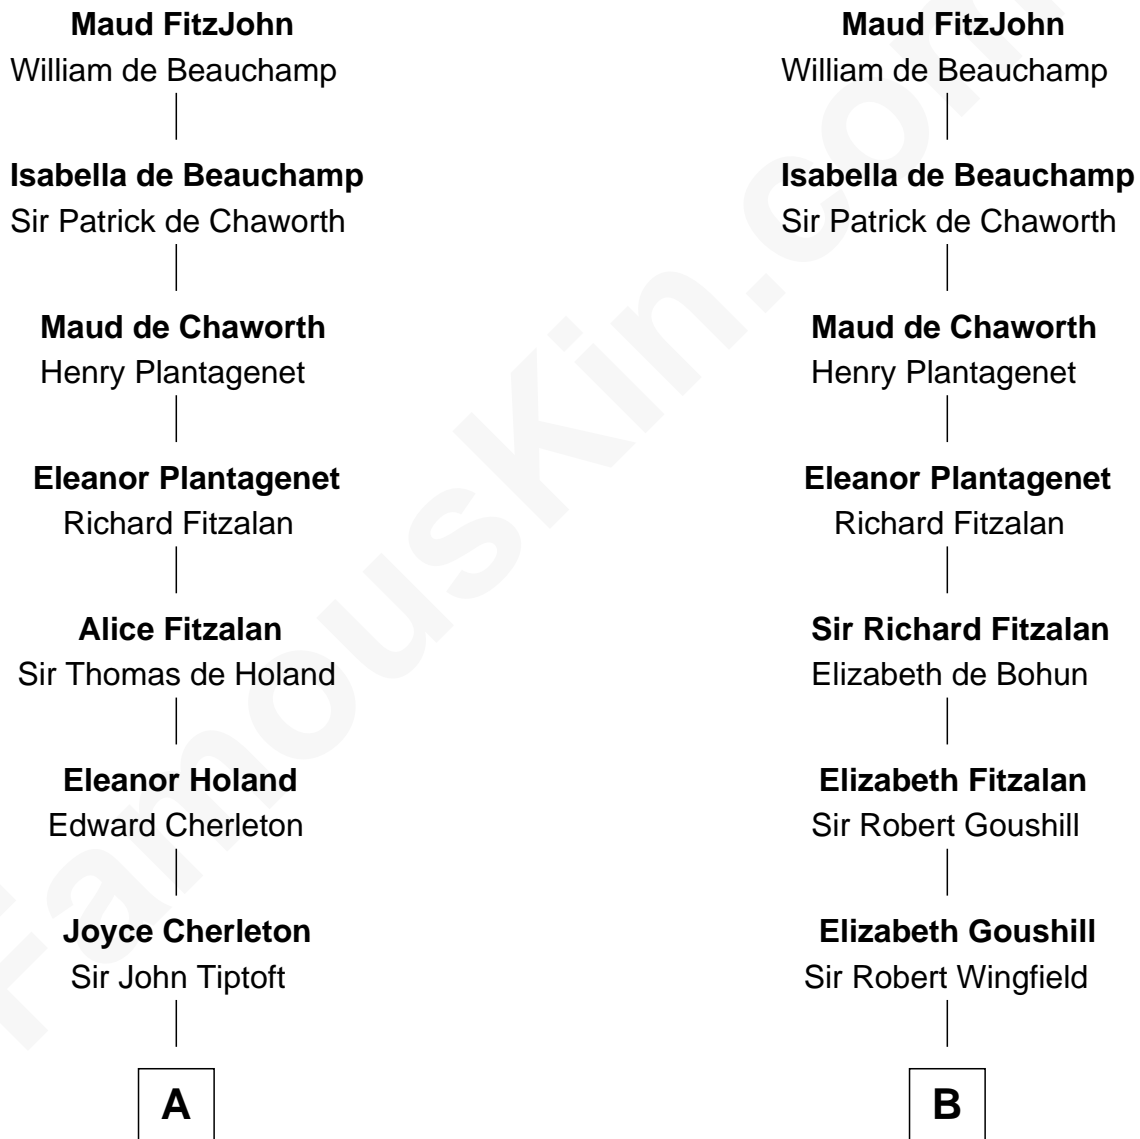 Maud FitzJohn
William de Beauchamp
Isabella de Beauchamp
Sir Patrick de Chaworth
Maud de Chaworth
Henry Plantagenet
Eleanor Plantagenet
Richard Fitzalan
Alice Fitzalan
Sir Thomas de Holand
Eleanor Holand
Edward Cherleton
Joyce Cherleton
Sir John Tiptoft
A
Maud FitzJohn
William de Beauchamp
Isabella de Beauchamp
Sir Patrick de Chaworth
Maud de Chaworth
Henry Plantagenet
Eleanor Plantagenet
Richard Fitzalan
Sir Richard Fitzalan
Elizabeth de Bohun
Elizabeth Fitzalan
Sir Robert Goushill
Elizabeth Goushill
Sir Robert Wingfield
B
FamousKin.com